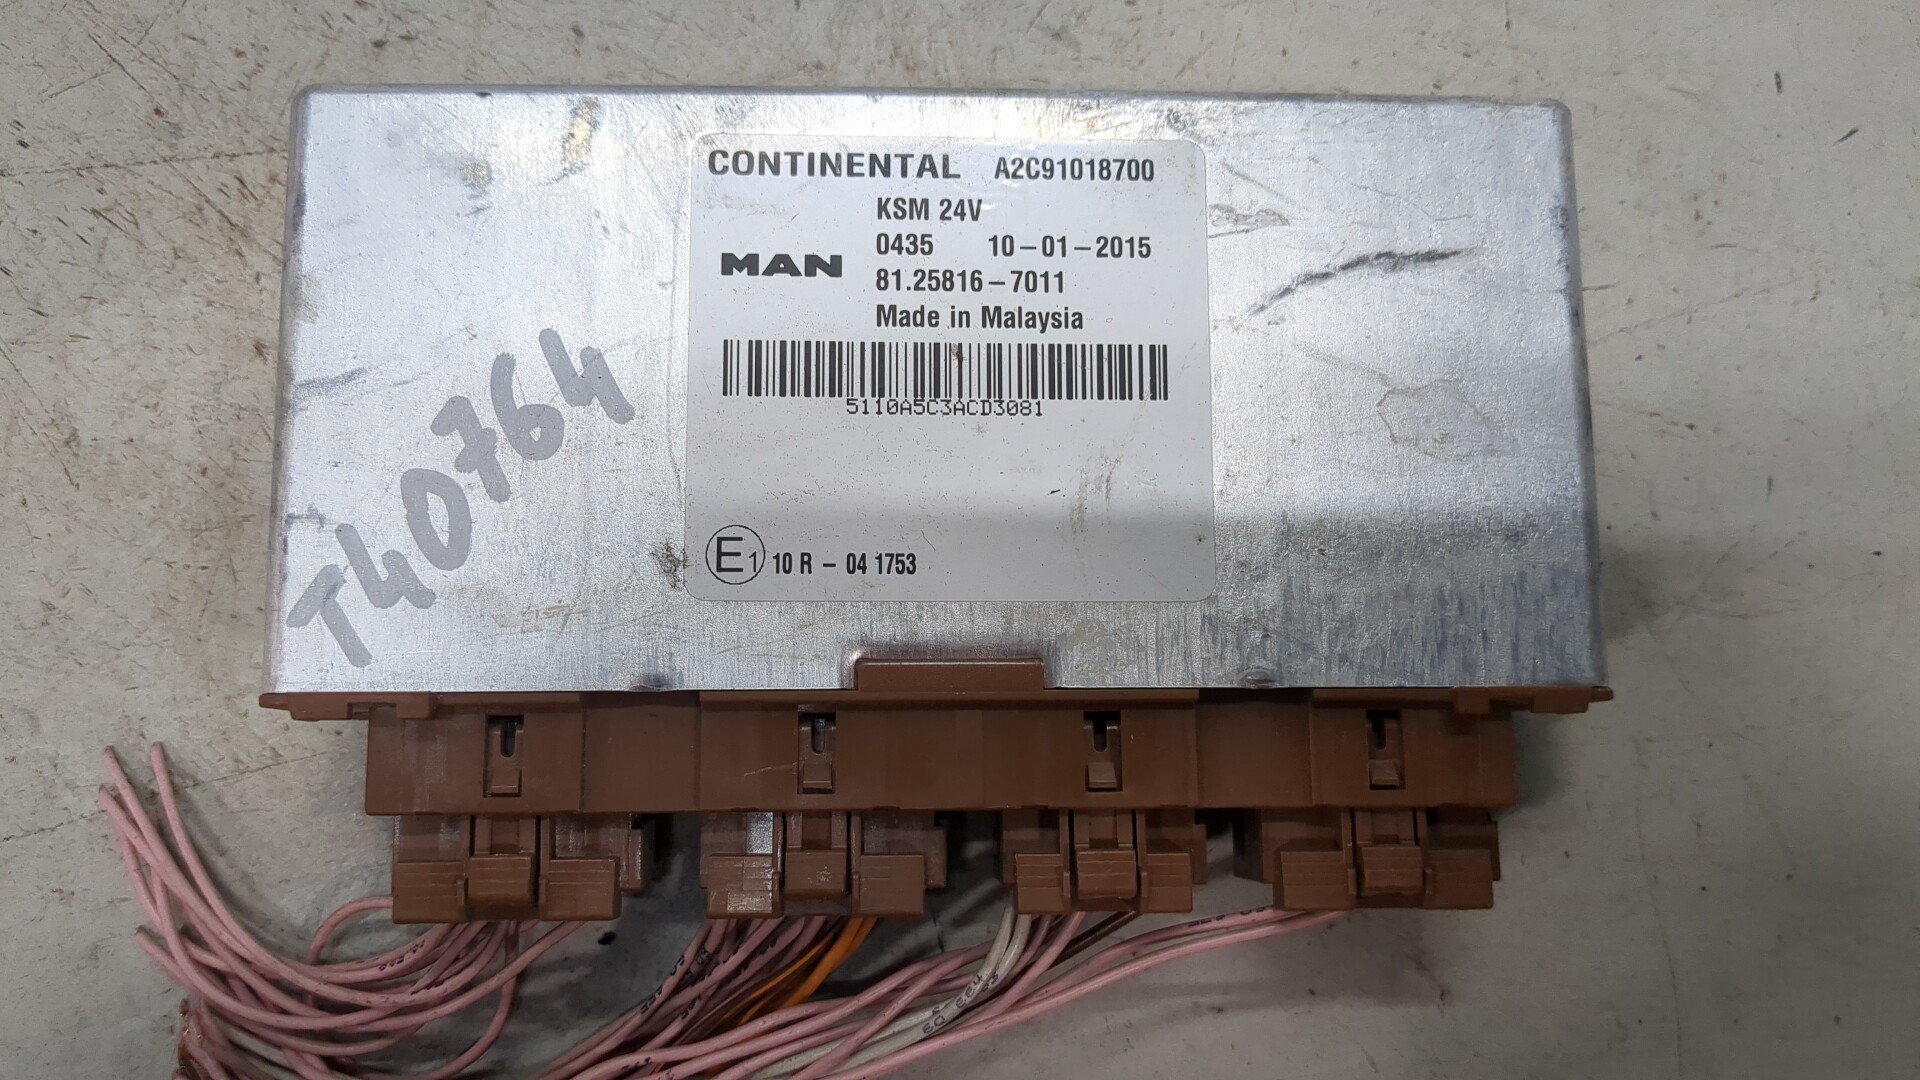 CONTINENTAL A2C91018700
KSM 24V
0435 10-01-2015
MAN
81.25816-7011
Made in Malaysia
5110A5C3ACD3081
E1 10 R - 04 1753
T40764